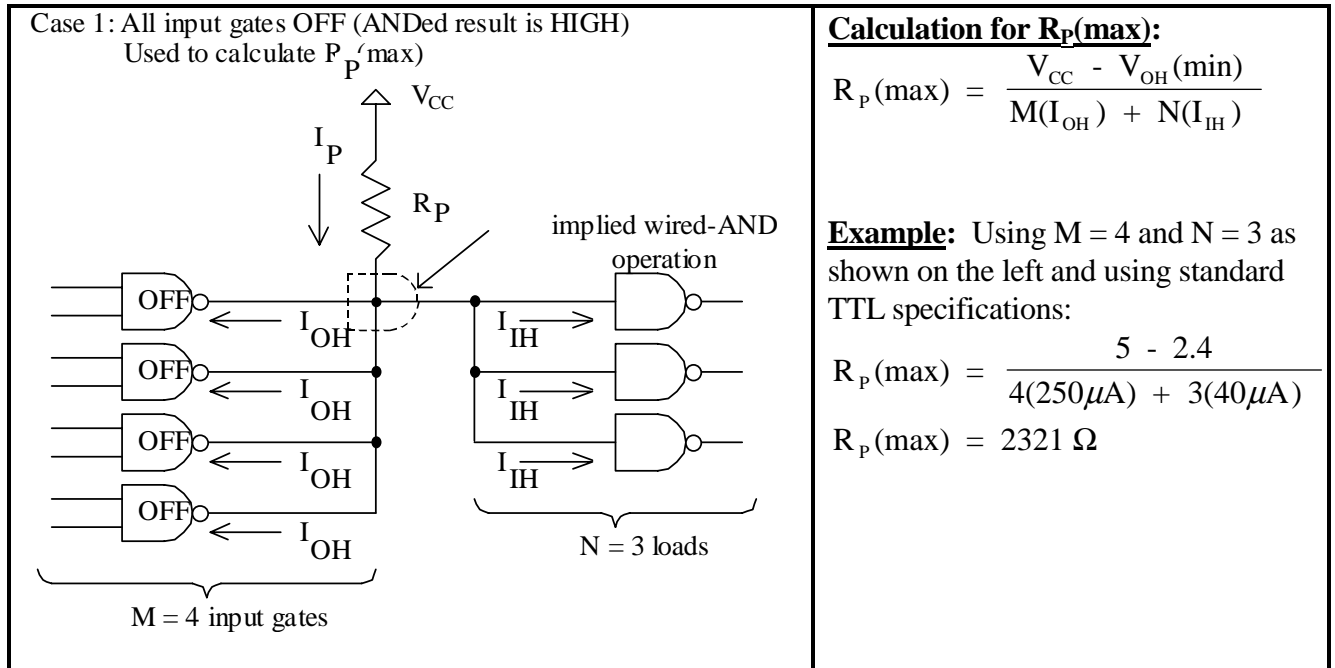 Case 1: All input gates OFF (ANDed result is HIGH)
Used to calculate R_P(max)
V_CC
I_P
R_P
implied wired-AND
operation
OFF
I_OH
I_IH
OFF
I_OH
I_IH
OFF
I_OH
I_IH
OFF
I_OH
N = 3 loads
M = 4 input gates
Calculation for R_P(max):
R_P(max) = (V_CC - V_OH(min)) / (M(I_OH) + N(I_IH))
Example: Using M = 4 and N = 3 as
shown on the left and using standard
TTL specifications:
R_P(max) = (5 - 2.4) / (4(250μA) + 3(40μA))
R_P(max) = 2321 Ω